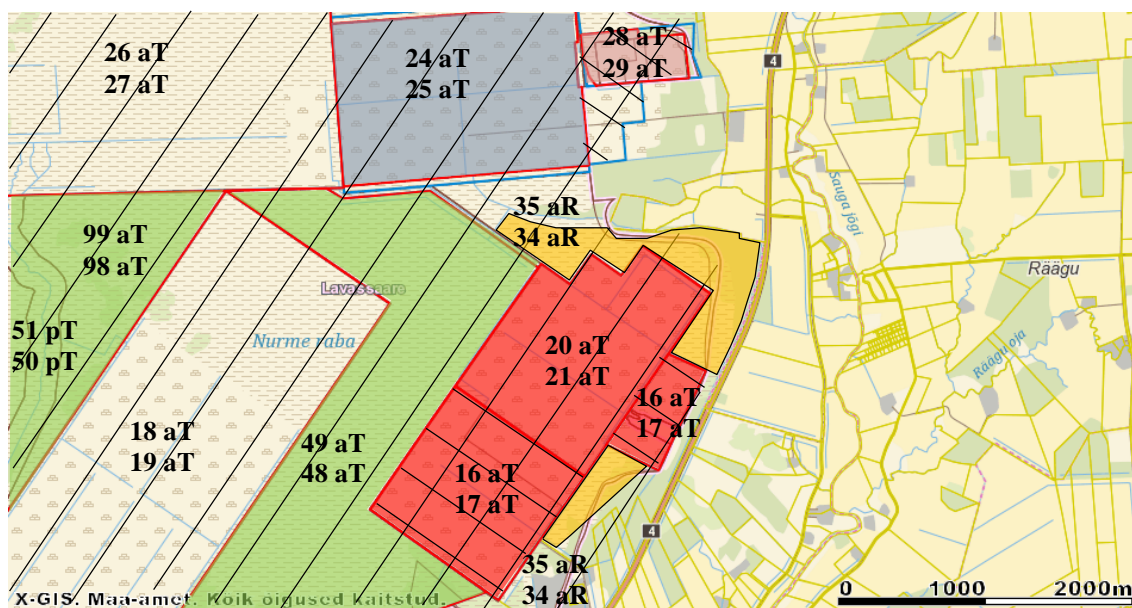 26 aT
27 aT
24 aT
25 aT
28 aT
29 aT
4
Sauga jõgi
35 aR
34 aR
99 aT
98 aT
Lavassaare
Räägu
51 pT
50 pT
Nurme raba
20 aT
21 aT
Räägu oja
16 aT
17 aT
18 aT
19 aT
49 aT
48 aT
16 aT
17 aT
4
35 aR
34 aR
X-GIS. Maa-amet. Kõik õigused kaitstud.
0 1000 2000m